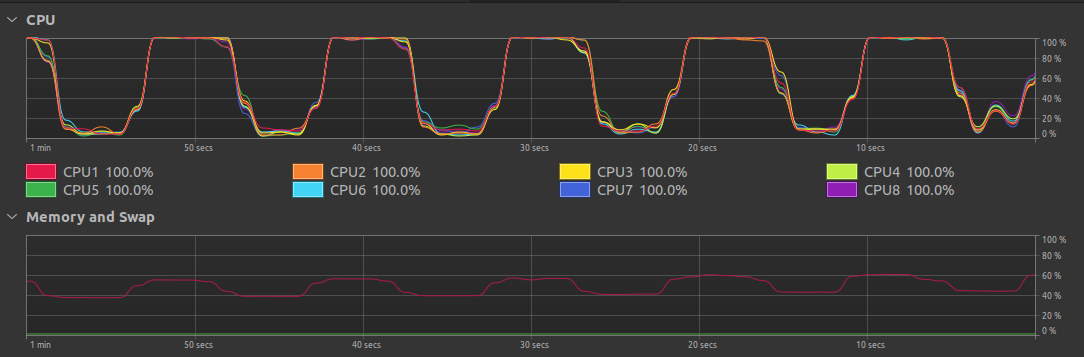 CPU
100 %
80 %
60 %
40 %
20 %
0 %
1 min 50 secs 40 secs 30 secs 20 secs 10 secs
CPU1 100.0% CPU2 100.0% CPU3 100.0% CPU4 100.0%
CPU5 100.0% CPU6 100.0% CPU7 100.0% CPU8 100.0%
Memory and Swap
100 %
80 %
60 %
40 %
20 %
0 %
1 min 50 secs 40 secs 30 secs 20 secs 10 secs